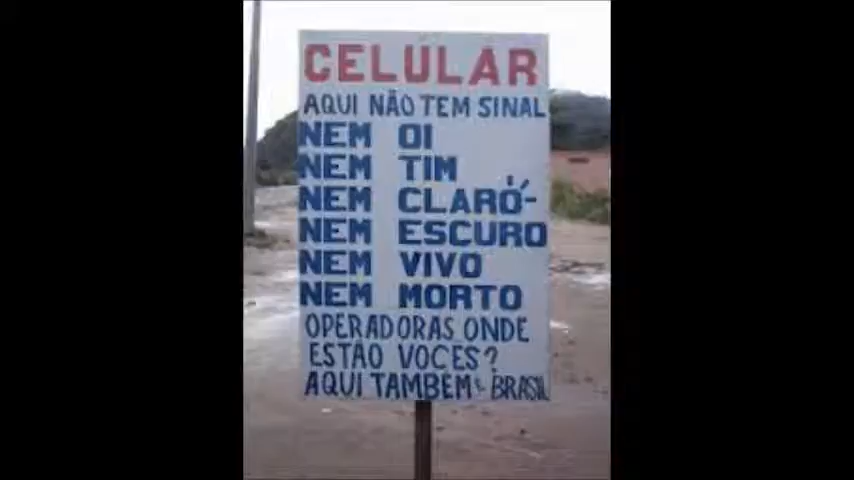 CELULAR
AQUI NÃO TEM SINAL
NEM OI
NEM TIM
NEM CLARO
NEM ESCURO
NEM VIVO
NEM MORTO
OPERADORAS ONDE
ESTÃO VOCES?
AQUI TAMBÉM É BRASIL